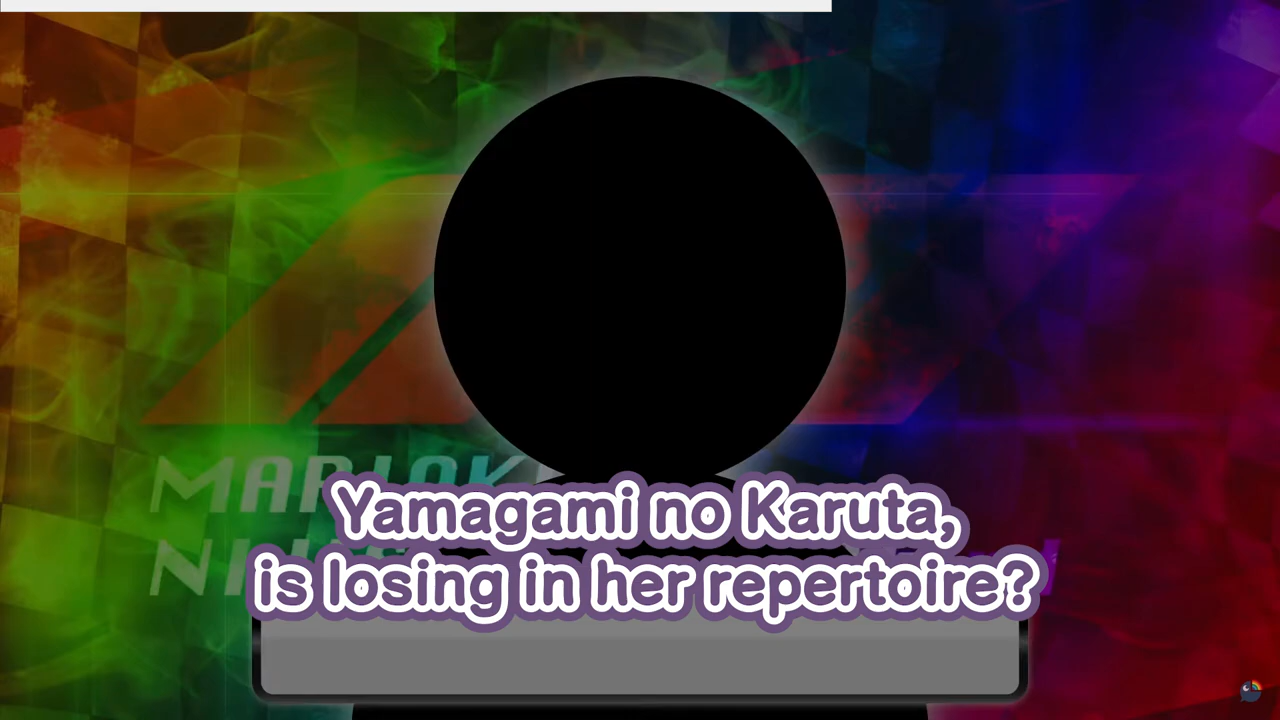 Yamagami no Karuta,
is losing in her repertoire?